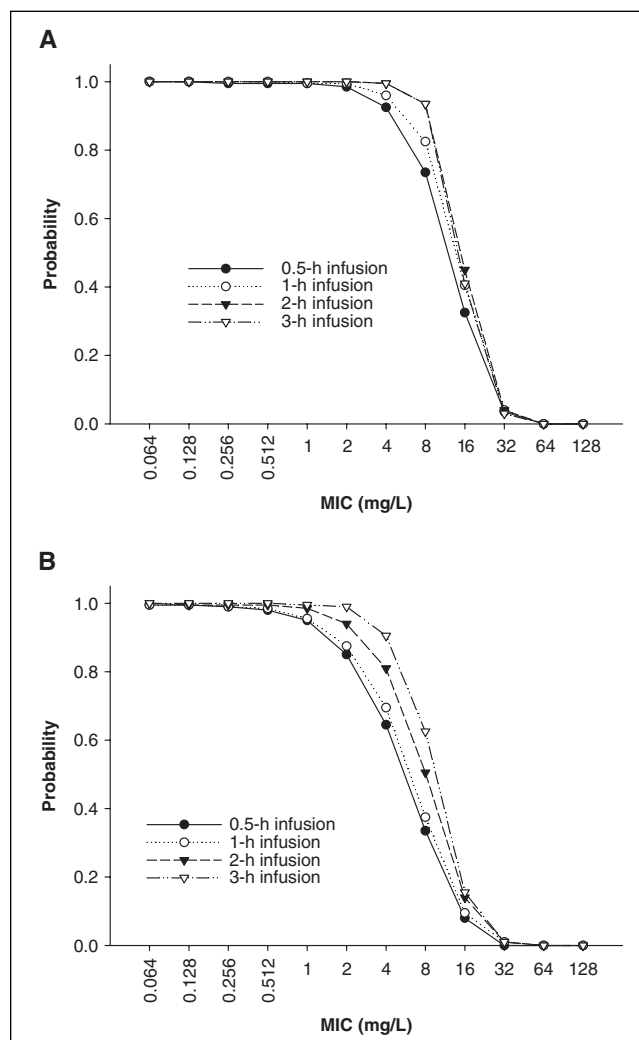 A
1.0
0.8
0.6
0.4
0.2
0.0
Probability
0.5-h infusion
1-h infusion
2-h infusion
3-h infusion
0.064
0.128
0.256
0.512
1
2
4
8
16
32
64
128
MIC (mg/L)
B
1.0
0.8
0.6
0.4
0.2
0.0
Probability
0.5-h infusion
1-h infusion
2-h infusion
3-h infusion
0.064
0.128
0.256
0.512
1
2
4
8
16
32
64
128
MIC (mg/L)